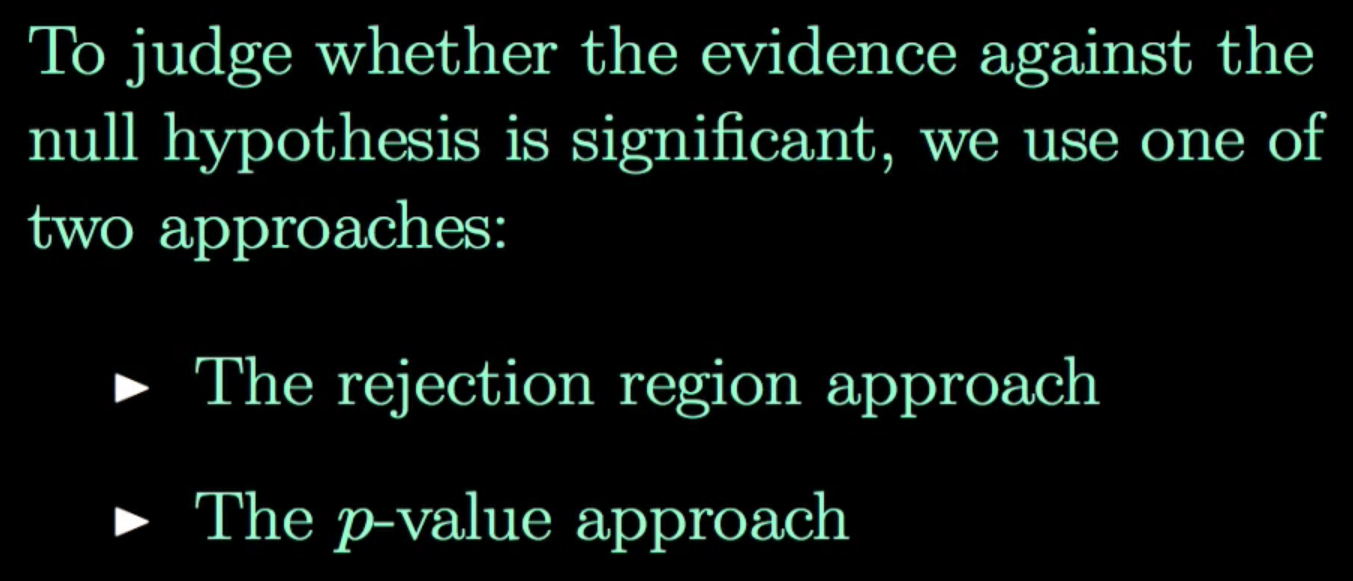 To judge whether the evidence against the
null hypothesis is significant, we use one of
two approaches:
► The rejection region approach
► The p-value approach